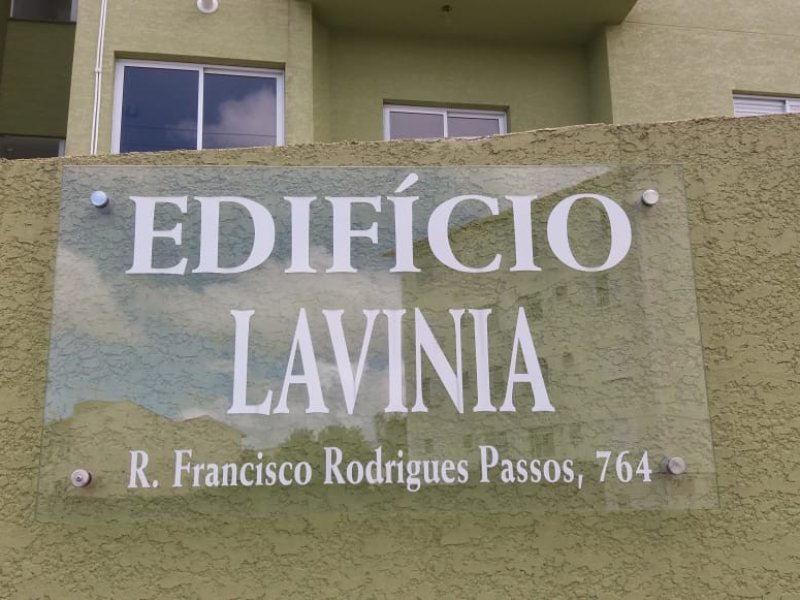 EDIFÍCIO
LAVINIA
R. Francisco Rodrigues Passos, 764